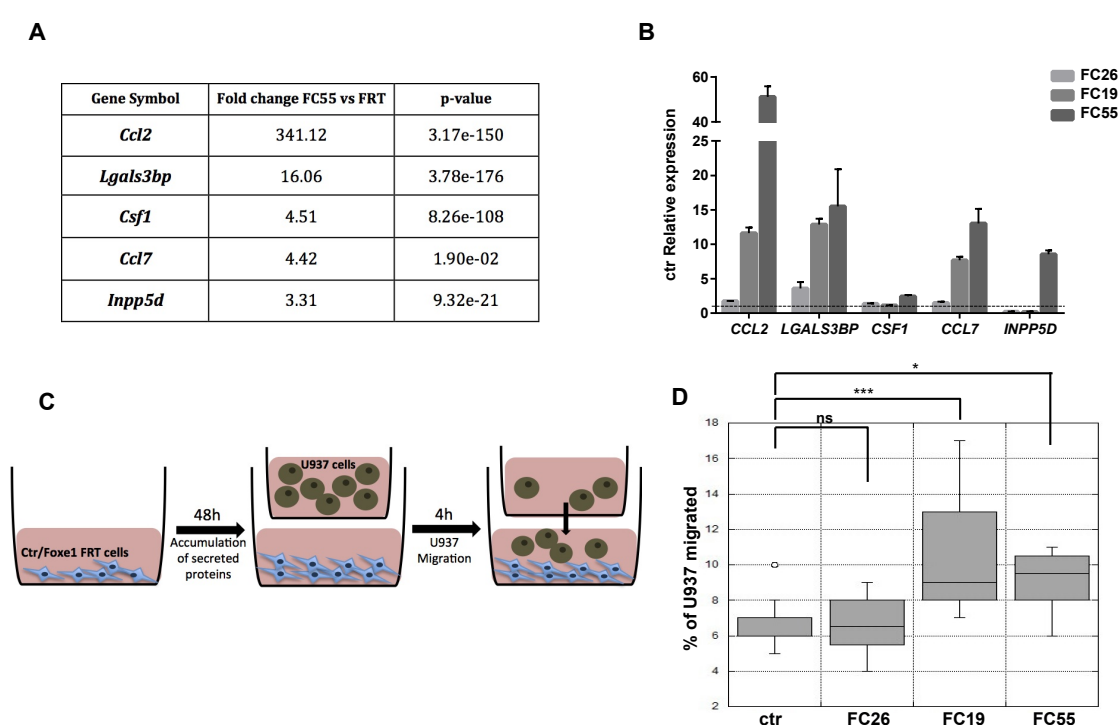 A
Gene Symbol Fold change FC55 vs FRT p-value
Ccl2 341.12 3.17e-150
Lgals3bp 16.06 3.78e-176
Csf1 4.51 8.26e-108
Ccl7 4.42 1.90e-02
Inpp5d 3.31 9.32e-21
B
FC26
FC19
FC55
ctr Relative expression
60
40
25
20
15
10
5
0
CCL2 LGALS3BP CSF1 CCL7 INPP5D
C
Ctr/Foxe1 FRT cells
48h
Accumulation
of secreted
proteins
U937 cells
4h
U937
Migration
D
*
***
ns
% of U937 migrated
18
16
14
12
10
8
6
4
2
ctr FC26 FC19 FC55